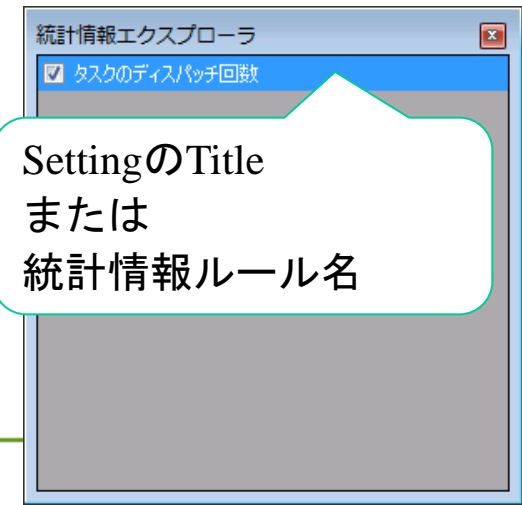 統計情報エクスプローラ
タスクのディスパッチ回数
SettingのTitle
または
統計情報ルール名